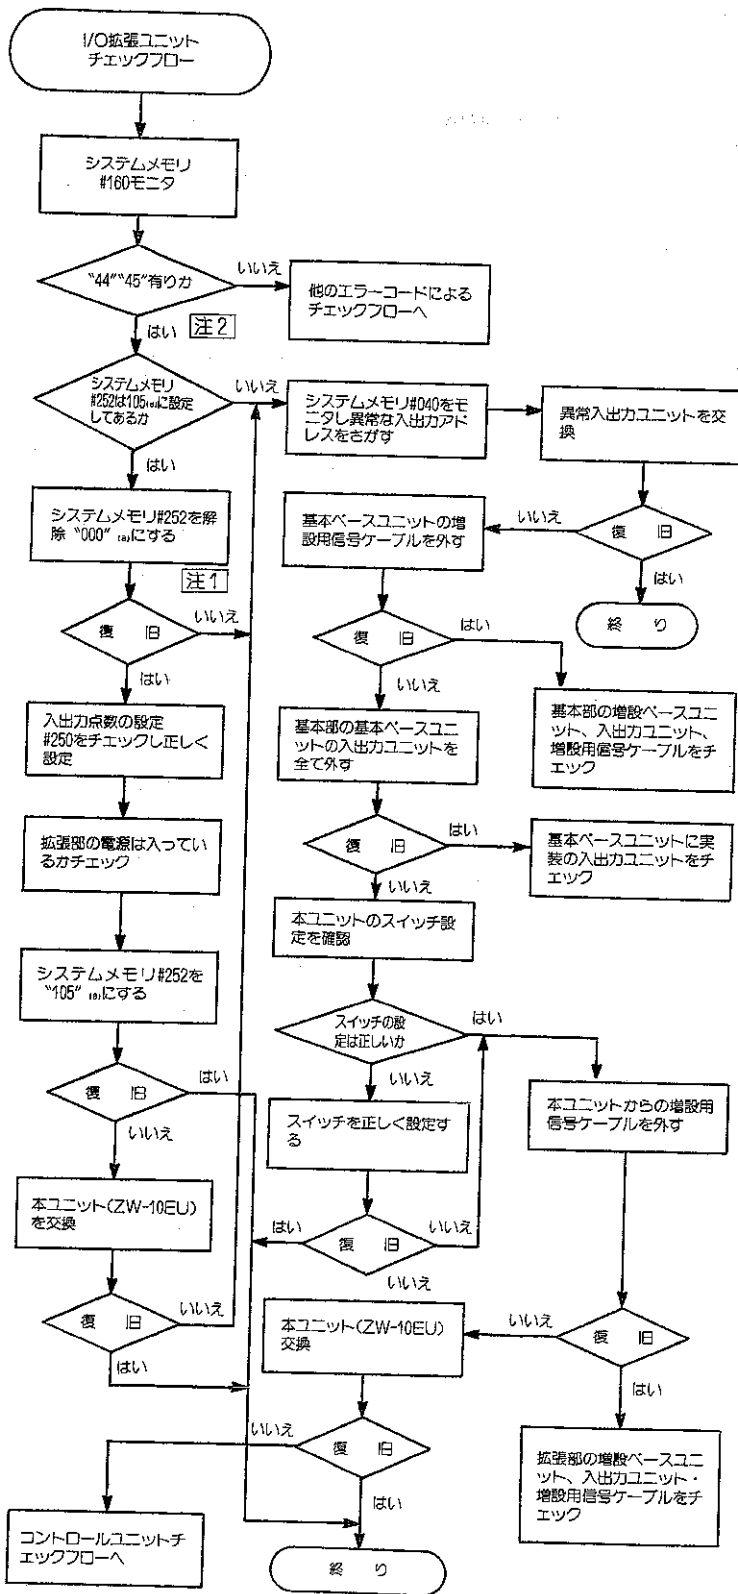 I/O拡張ユニット
チェックフロー
システムメモリ
#160モニタ
"44""45"有りか
いいえ
他のエラーコードによる
チェックフローへ
はい
注2
システムメモリ
#252は105(8)に設定
してあるか
いいえ
システムメモリ#040をモ
ニタし異常な入出力アド
レスをさがす
異常入出力ユニットを交
換
はい
システムメモリ#252を解
除"000"(8)にする
注1
基本ベースユニットの増
設用信号ケーブルを外す
いいえ
復 旧
はい
終 り
復 旧
いいえ
復 旧
はい
はい
いいえ
入出力点数の設定
#250をチェックし正しく
設定
基本部の基本ベースユニ
ットの入出力ユニットを
全て外す
基本部の増設ベースユニ
ット、入出力ユニット、
増設用信号ケーブルをチ
ェック
拡張部の電源は入ってい
るかチェック
復 旧
はい
基本ベースユニットに実
装の入出力ユニットをチ
ェック
いいえ
本ユニットのスイッチ設
定を確認
システムメモリ#252を
"105"(8)にする
スイッチの設
定は正しいか
はい
いいえ
復 旧
はい
いいえ
スイッチを正しく設定す
る
本ユニットからの増設用
信号ケーブルを外す
本ユニット(ZW-10EU)
を交換
はい
復 旧
いいえ
いいえ
復 旧
いいえ
はい
本ユニット(ZW-10EU)
交換
いいえ
復 旧
はい
いいえ
復 旧
はい
拡張部の増設ベースユニ
ット、入出力ユニット・
増設用信号ケーブルをチ
ェック
コントロールユニットチ
ェックフローへ
終 り